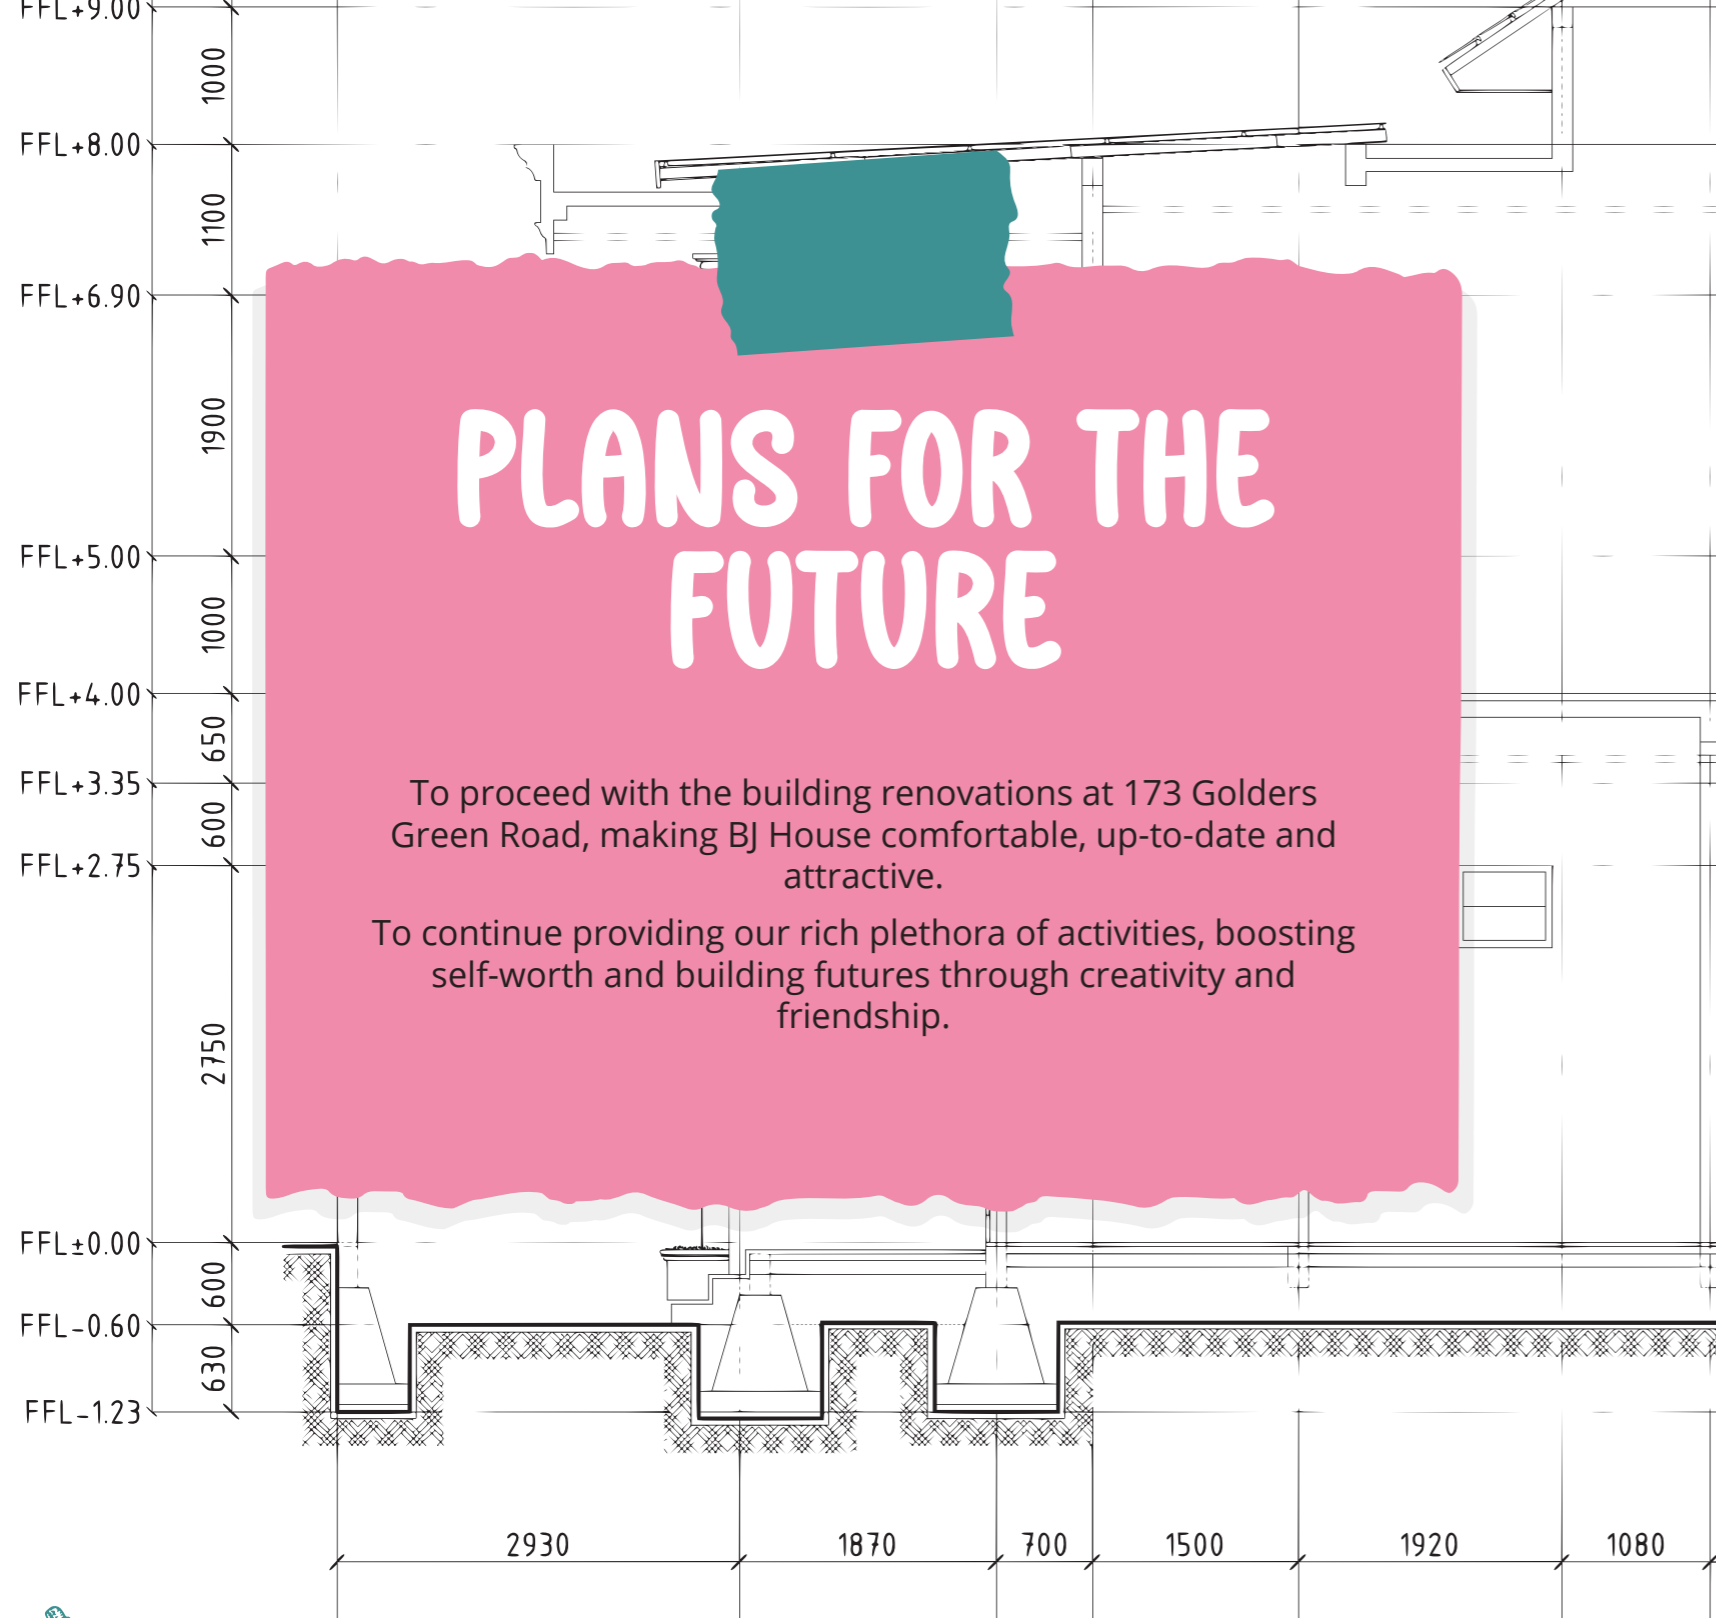 FFL+9.00
1000
FFL+8.00
1100
FFL+6.90
1900
FFL+5.00
1000
FFL+4.00
650
FFL+3.35
600
FFL+2.75
2750
FFL±0.00
600
FFL-0.60
630
FFL-1.23
PLANS FOR THE
FUTURE
To proceed with the building renovations at 173 Golders
Green Road, making BJ House comfortable, up-to-date and
attractive.
To continue providing our rich plethora of activities, boosting
self-worth and building futures through creativity and
friendship.
2930 1870 700 1500 1920 1080